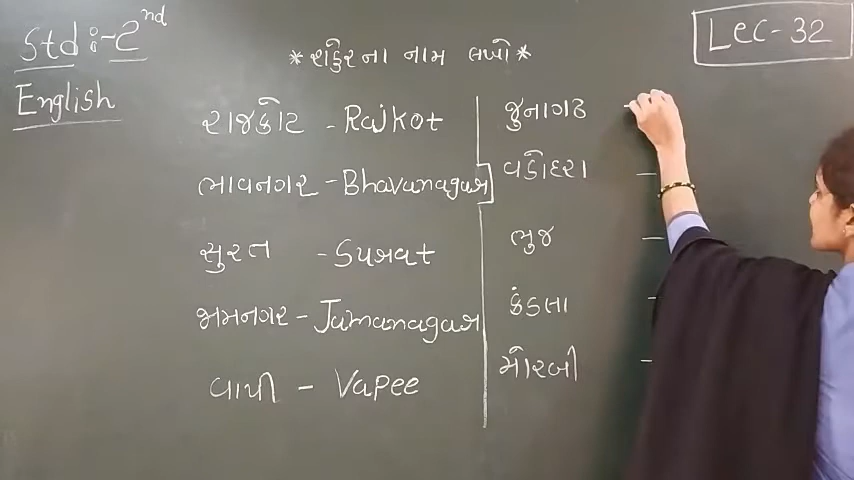 Std :- 2nd
English
Lec-32
* શહેરના નામ લખો *
રાજકોટ - Rajkot
ભાવનગર - Bhavanagar
સુરત - Surat
જામનગર - Jamanagar
વાપી - Vapee
જુનાગઢ -
વડોદરા -
ભુજ -
કંડલા -
મોરબી -